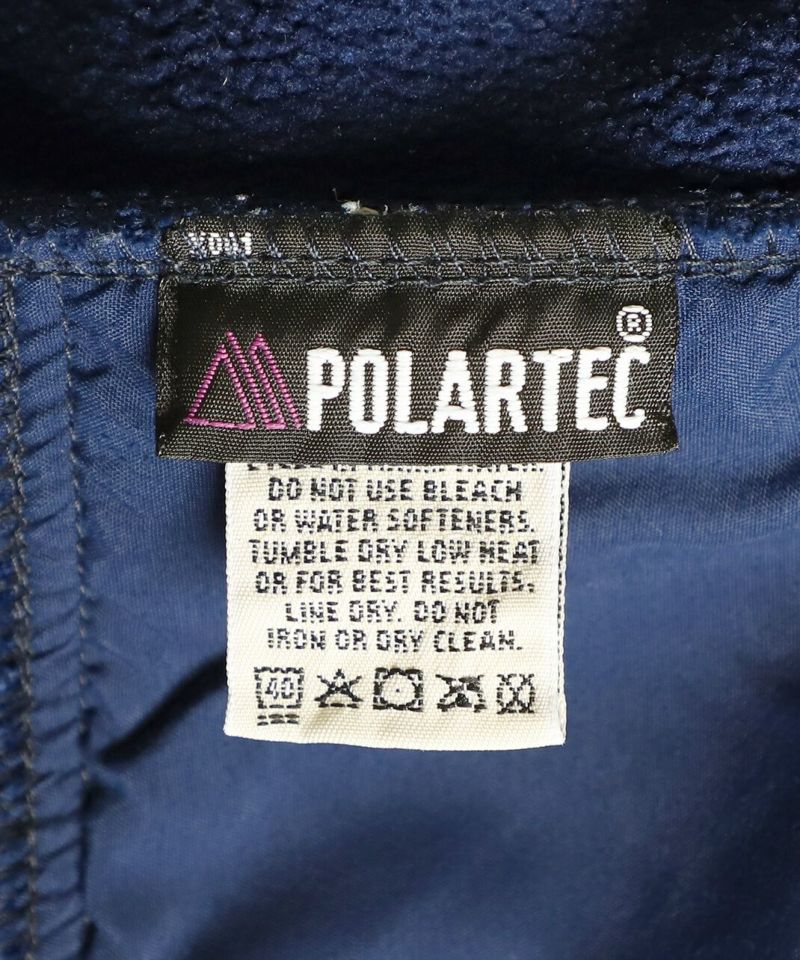 POLARTEC®
DO NOT USE BLEACH
OR WATER SOFTENERS.
TUMBLE DRY LOW HEAT
OR FOR BEST RESULTS,
LINE DRY. DO NOT
IRON OR DRY CLEAN.
40